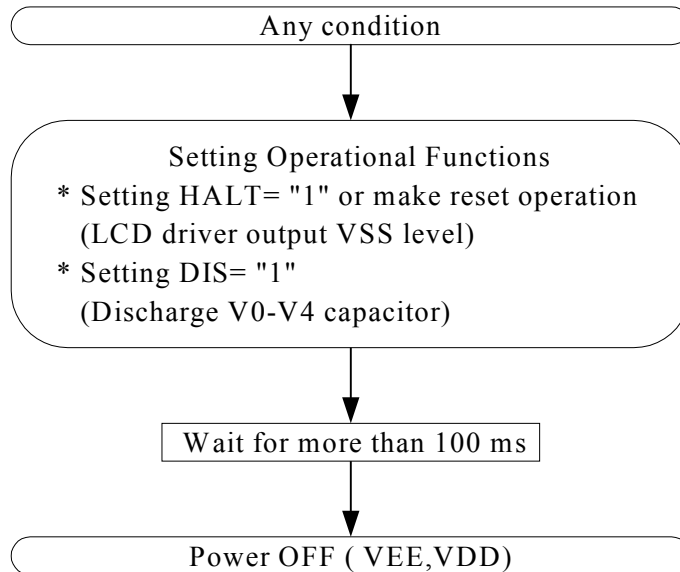 Any condition
Setting Operational Functions
* Setting HALT= "1" or make reset operation
(LCD driver output VSS level)
* Setting DIS= "1"
(Discharge V0-V4 capacitor)
Wait for more than 100 ms
Power OFF ( VEE,VDD)